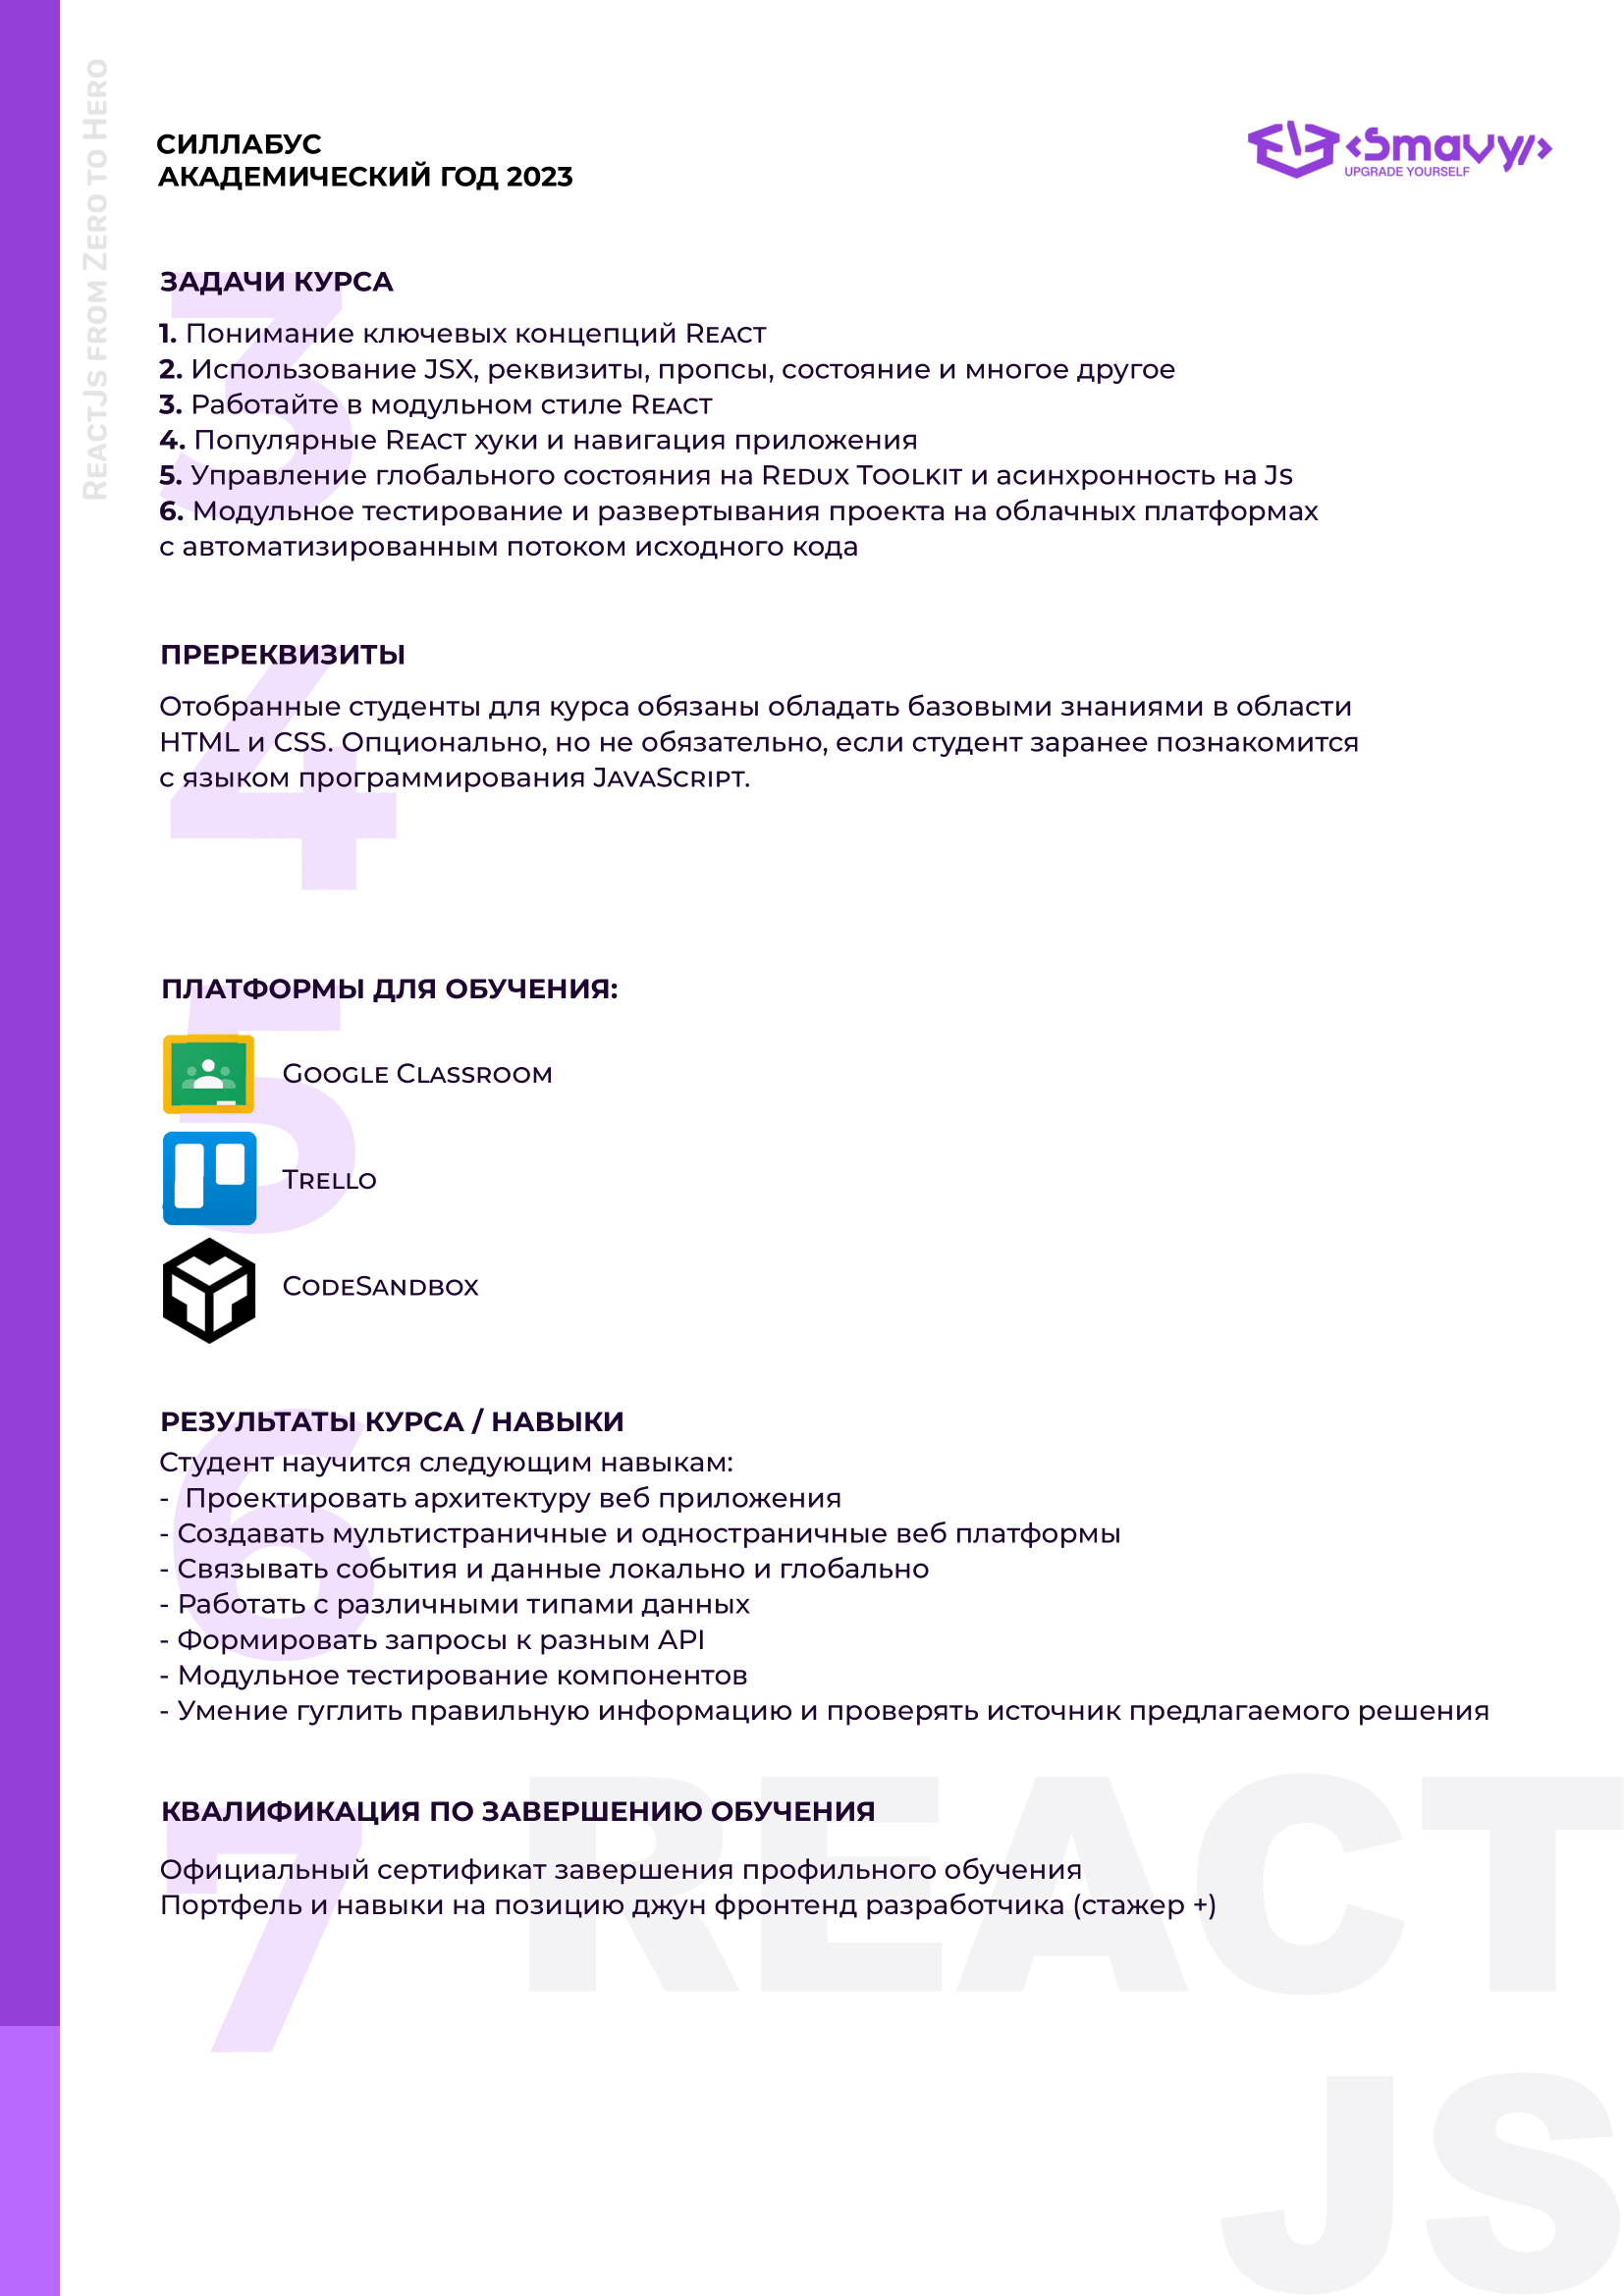 ReactJs from Zero to Hero
СИЛЛАБУС
АКАДЕМИЧЕСКИЙ ГОД 2023
<Smavy/>
UPGRADE YOURSELF
3
ЗАДАЧИ КУРСА
1. Понимание ключевых концепций React
2. Использование JSX, реквизиты, пропсы, состояние и многое другое
3. Работайте в модульном стиле React
4. Популярные React хуки и навигация приложения
5. Управление глобального состояния на Redux Toolkit и асинхронность на Js
6. Модульное тестирование и развертывания проекта на облачных платформах
с автоматизированным потоком исходного кода
4
ПРЕРЕКВИЗИТЫ
Отобранные студенты для курса обязаны обладать базовыми знаниями в области
HTML и CSS. Опционально, но не обязательно, если студент заранее познакомится
с языком программирования JavaScript.
5
ПЛАТФОРМЫ ДЛЯ ОБУЧЕНИЯ:
Google Classroom
Trello
CodeSandbox
6
РЕЗУЛЬТАТЫ КУРСА / НАВЫКИ
Студент научится следующим навыкам:
- Проектировать архитектуру веб приложения
- Создавать мультистраничные и одностраничные веб платформы
- Связывать события и данные локально и глобально
- Работать с различными типами данных
- Формировать запросы к разным API
- Модульное тестирование компонентов
- Умение гуглить правильную информацию и проверять источник предлагаемого решения
7
КВАЛИФИКАЦИЯ ПО ЗАВЕРШЕНИЮ ОБУЧЕНИЯ
Официальный сертификат завершения профильного обучения
Портфель и навыки на позицию джун фронтенд разработчика (стажер +)
REACT
JS